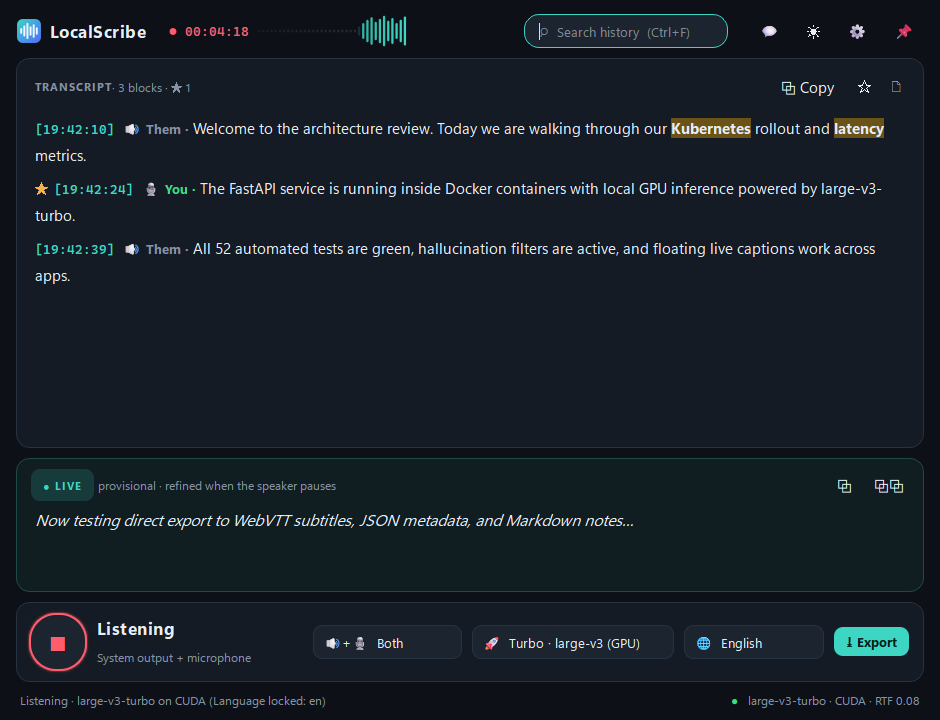 LocalScribe ● 00:04:18 Search history (Ctrl+F)
TRANSCRIPT · 3 blocks · ★ 1 Copy
[19:42:10] Them · Welcome to the architecture review. Today we are walking through our Kubernetes rollout and latency
metrics.
[19:42:24] You · The FastAPI service is running inside Docker containers with local GPU inference powered by large-v3-
turbo.
[19:42:39] Them · All 52 automated tests are green, hallucination filters are active, and floating live captions work across
apps.
● LIVE provisional · refined when the speaker pauses
Now testing direct export to WebVTT subtitles, JSON metadata, and Markdown notes...
Listening
System output + microphone
+ Both
Turbo · large-v3 (GPU)
English
⭳ Export
Listening · large-v3-turbo on CUDA (Language locked: en) ● large-v3-turbo · CUDA · RTF 0.08